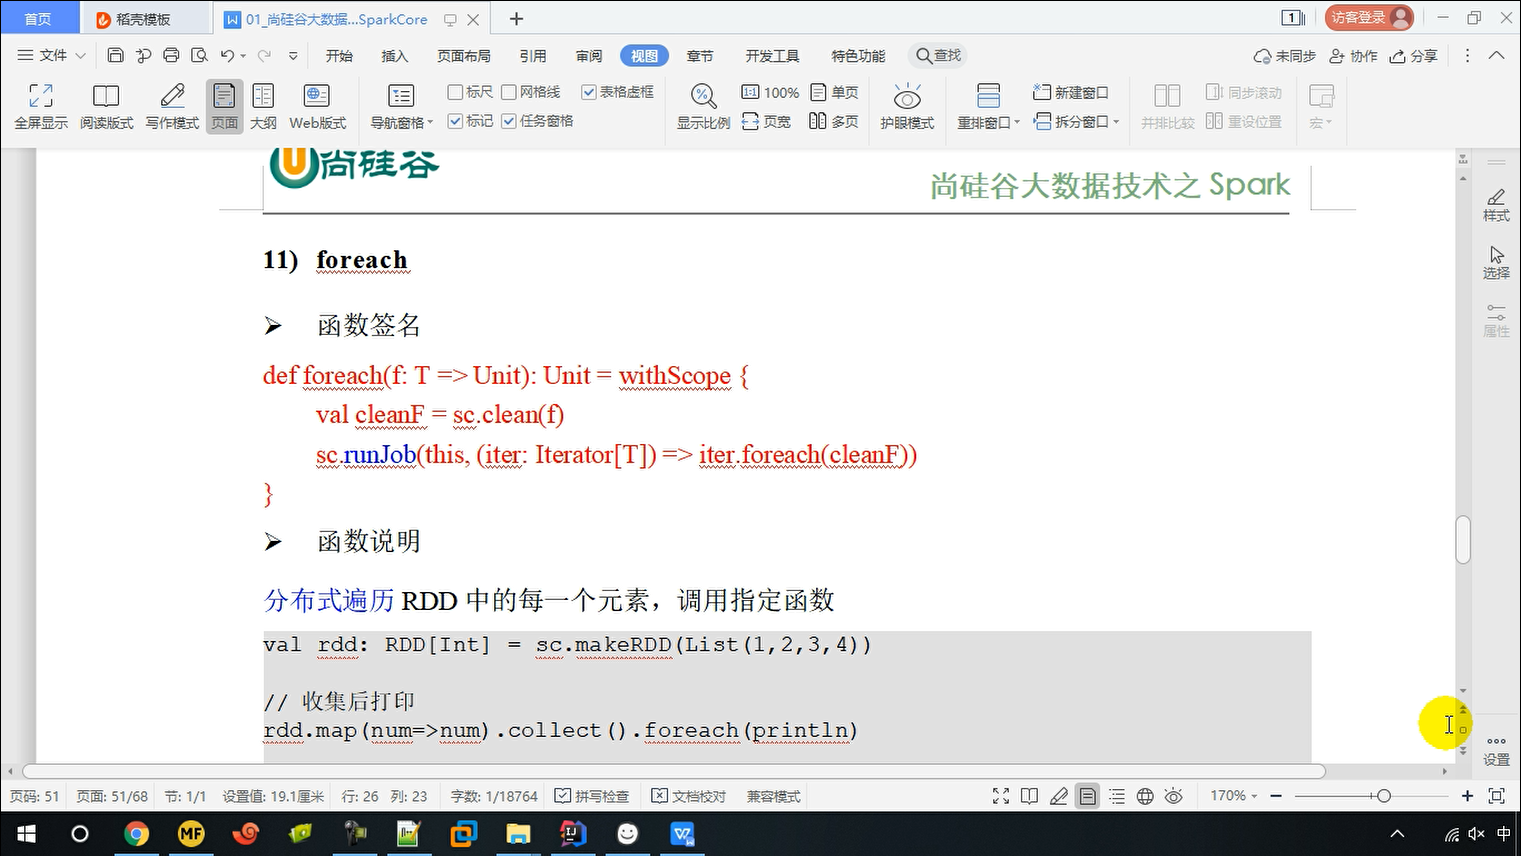 首页
稻壳模板
01_尚硅谷大数据...SparkCore
1
访客登录
文件
开始
插入
页面布局
引用
审阅
视图
章节
开发工具
特色功能
查找
未同步
协作
分享
全屏显示
阅读版式
写作模式
页面
大纲
Web版式
导航窗格
标尺
网格线
表格虚框
标记
任务窗格
显示比例
100%
页宽
单页
多页
护眼模式
重排窗口
新建窗口
拆分窗口
并排比较
同步滚动
重设位置
宏
尚硅谷
尚硅谷大数据技术之 Spark
11) foreach
➢ 函数签名
def foreach(f: T => Unit): Unit = withScope {
val cleanF = sc.clean(f)
sc.runJob(this, (iter: Iterator[T]) => iter.foreach(cleanF))
}
➢ 函数说明
分布式遍历 RDD 中的每一个元素，调用指定函数
val rdd: RDD[Int] = sc.makeRDD(List(1,2,3,4))
// 收集后打印
rdd.map(num=>num).collect().foreach(println)
样式
选择
属性
设置
页码: 51
页面: 51/68
节: 1/1
设置值: 19.1厘米
行: 26
列: 23
字数: 1/18764
拼写检查
文档校对
兼容模式
170%
MF
中